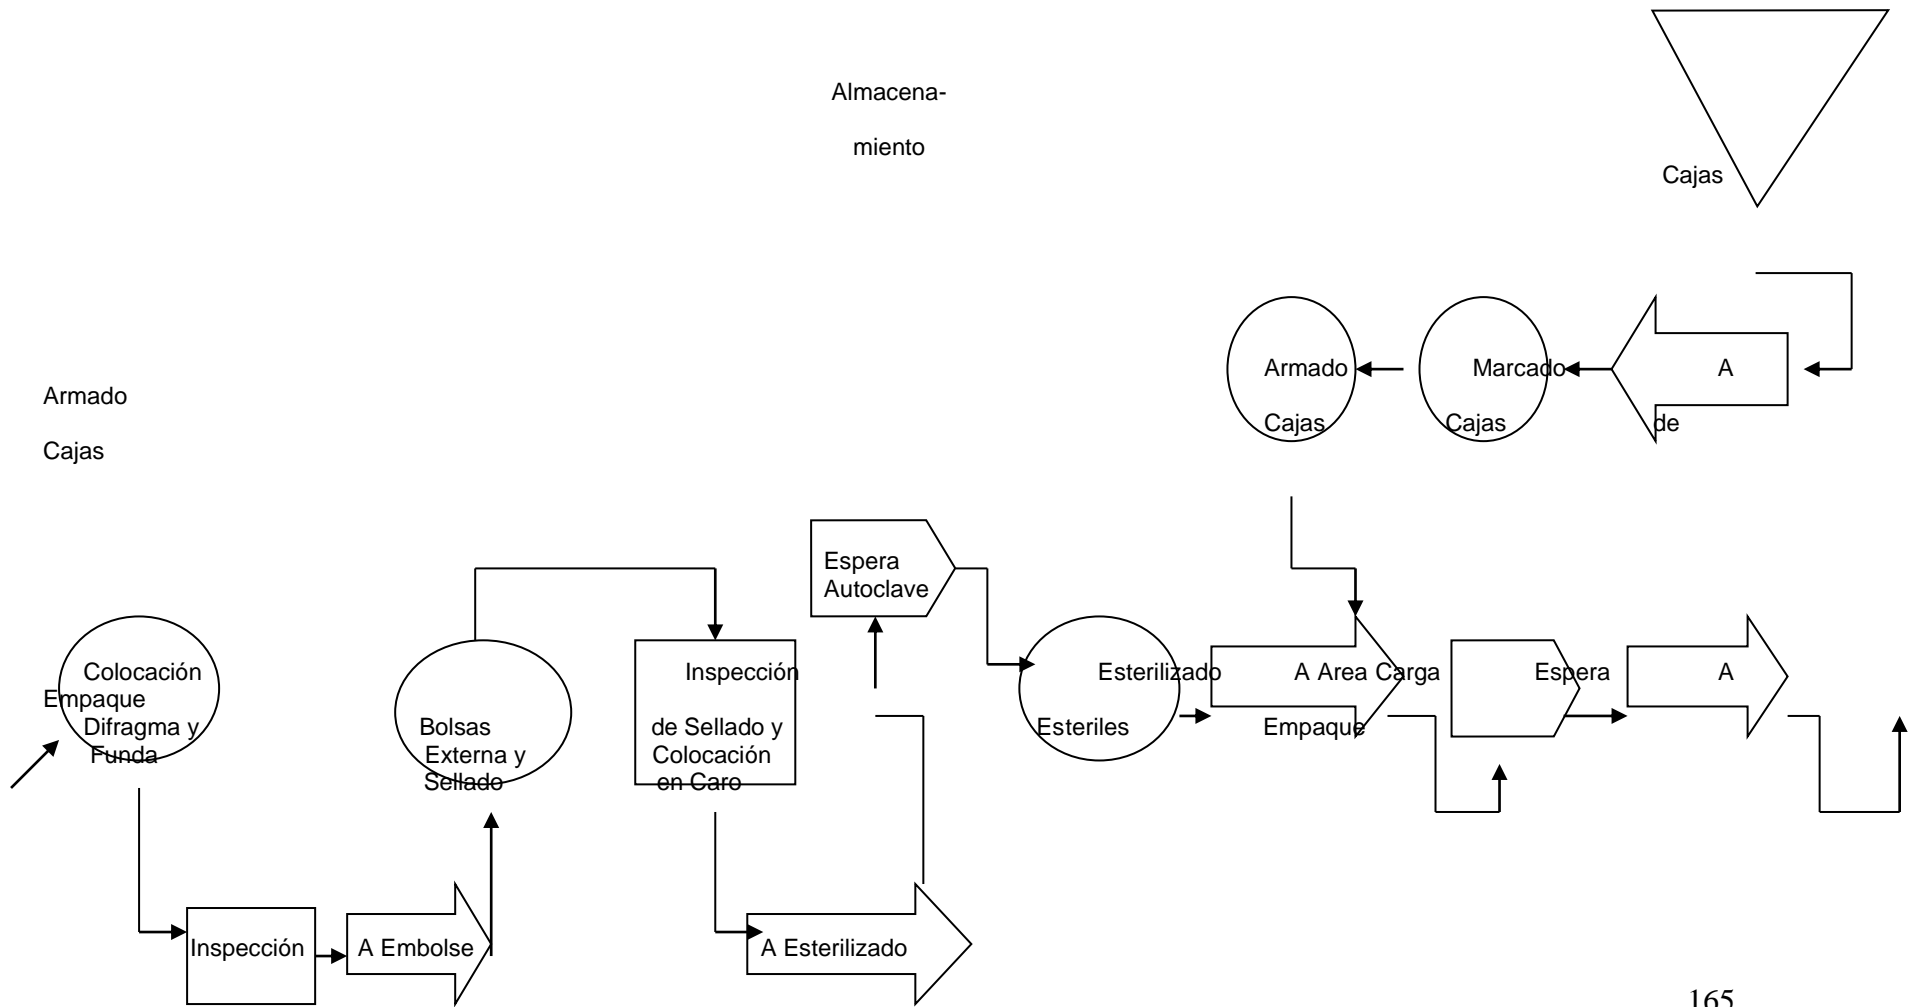 Almacena-
miento
Cajas
Armado Marcado A
Cajas Cajas de
Armado
Cajas
Espera
Autoclave
Colocación
Empaque
Difragma y
Funda
Bolsas
Externa y
Sellado
Inspección
de Sellado y
Colocación
en Caro
Esterilizado
Esteriles
A Area Carga
Empaque
Espera
A
Inspección
A Embolse
A Esterilizado
165